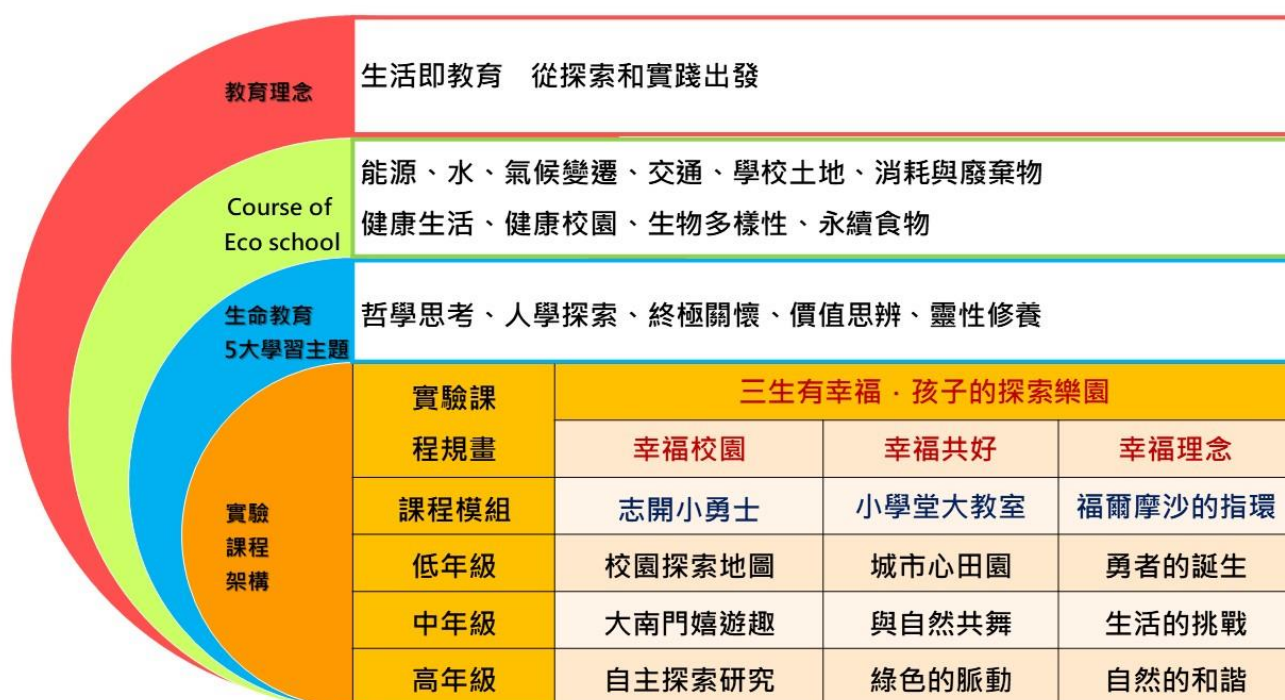 教育理念
生活即教育 從探索和實踐出發
Course of
Eco school
能源、水、氣候變遷、交通、學校土地、消耗與廢棄物
健康生活、健康校園、生物多樣性、永續食物
生命教育
5大學習主題
哲學思考、人學探索、終極關懷、價值思辨、靈性修養
實驗
課程
架構
實驗課
程規畫
三生有幸福．孩子的探索樂園
幸福校園 幸福共好 幸福理念
課程模組 志開小勇士 小學堂大教室 福爾摩沙的指環
低年級 校園探索地圖 城市心田園 勇者的誕生
中年級 大南門嬉遊趣 與自然共舞 生活的挑戰
高年級 自主探索研究 綠色的脈動 自然的和諧